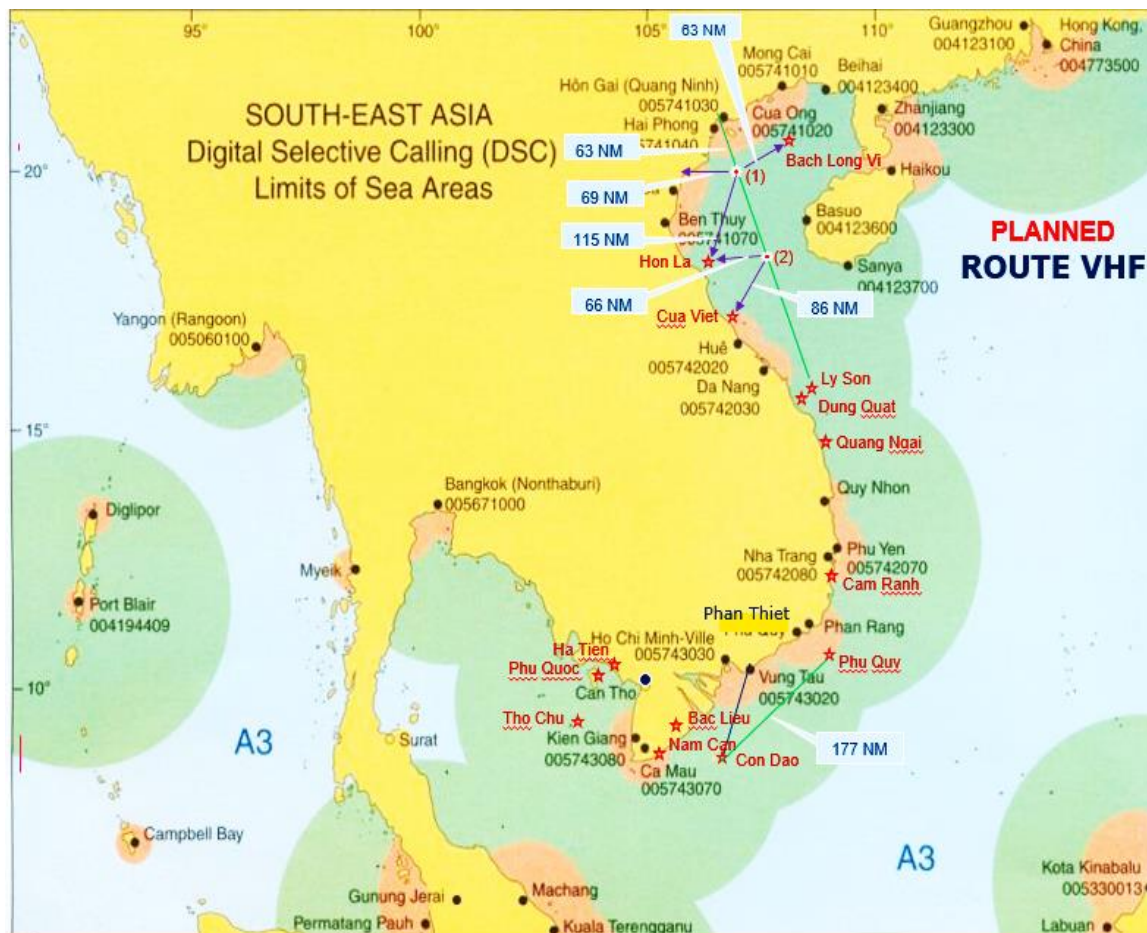 95°
105°
63 NM
110°
Guangzhou
004123100
Hong Kong,
China
004773500
Mong Cai
005741010
Beihai
004123400
Hôn Gai (Quang Ninh)
005741030
Zhanjiang
004123300
SOUTH-EAST ASIA
Digital Selective Calling (DSC)
Limits of Sea Areas
Hai Phong
5741040
Cua Ong
005741020
63 NM
Bach Long Vi
20°
(1)
Haikou
69 NM
Ben Thuy
005741070
Basuo
004123600
PLANNED
ROUTE VHF
115 NM
Hon La
(2)
Sanya
004123700
66 NM
86 NM
Yangon (Rangoon)
005060100
Cua Viet
Huê
005742020
Da Nang
005742030
Ly Son
Dung Quat
15°
Quang Ngai
Bangkok (Nonthaburi)
005671000
Quy Nhon
Diglipor
Myeik
Nha Trang
005742080
Phu Yen
005742070
Cam Ranh
Port Blair
004194409
Phan Thiet
Phan Rang
Ho Chi Minh-Ville
005743030
Ha Tien
Phu Quy
Phu Quoc
Vung Tau
005743020
10°
Can Tho
Tho Chu
Bac Lieu
A3
Surat
Kien Giang
005743080
Nam Can
177 NM
Con Dao
Ca Mau
005743070
Campbell Bay
A3
Kota Kinabalu
005330013
Gunung Jerai
Machang
Permatang Pauh
Kuala Terengganu
Labuan